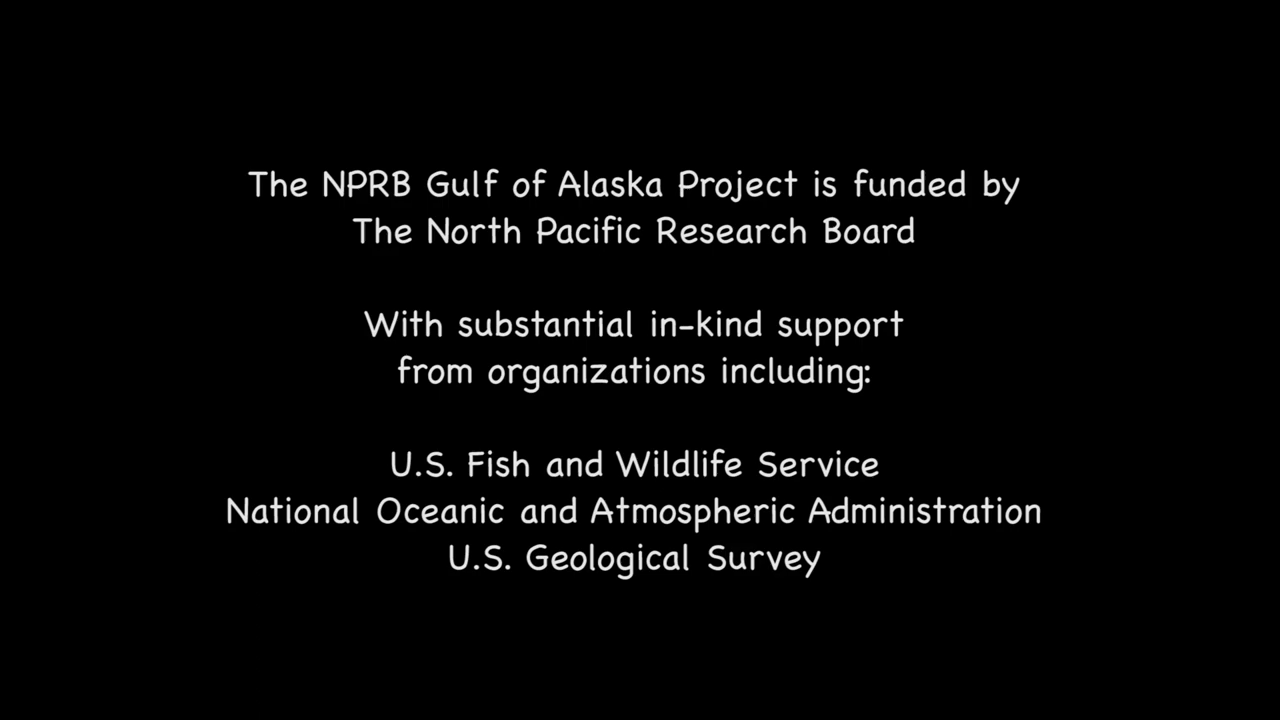 The NPRB Gulf of Alaska Project is funded by
The North Pacific Research Board
With substantial in-kind support
from organizations including:
U.S. Fish and Wildlife Service
National Oceanic and Atmospheric Administration
U.S. Geological Survey